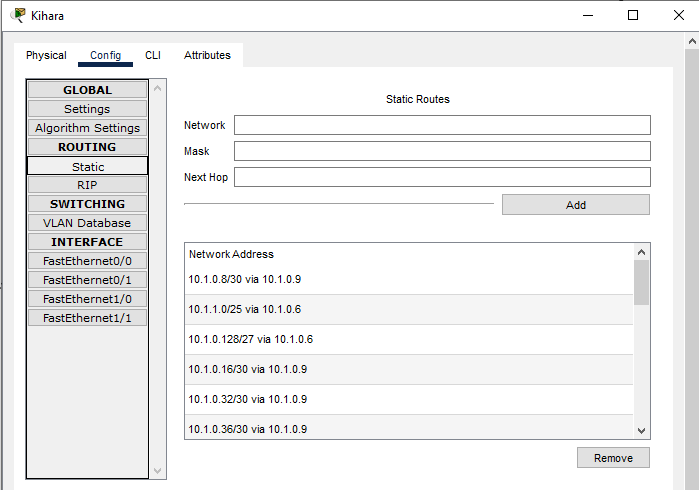 Kihara
Physical Config CLI Attributes
GLOBAL
Settings
Algorithm Settings
ROUTING
Static
RIP
SWITCHING
VLAN Database
INTERFACE
FastEthernet0/0
FastEthernet0/1
FastEthernet1/0
FastEthernet1/1
Static Routes
Network
Mask
Next Hop
Add
Network Address
10.1.0.8/30 via 10.1.0.9
10.1.1.0/25 via 10.1.0.6
10.1.0.128/27 via 10.1.0.6
10.1.0.16/30 via 10.1.0.9
10.1.0.32/30 via 10.1.0.9
10.1.0.36/30 via 10.1.0.9
Remove